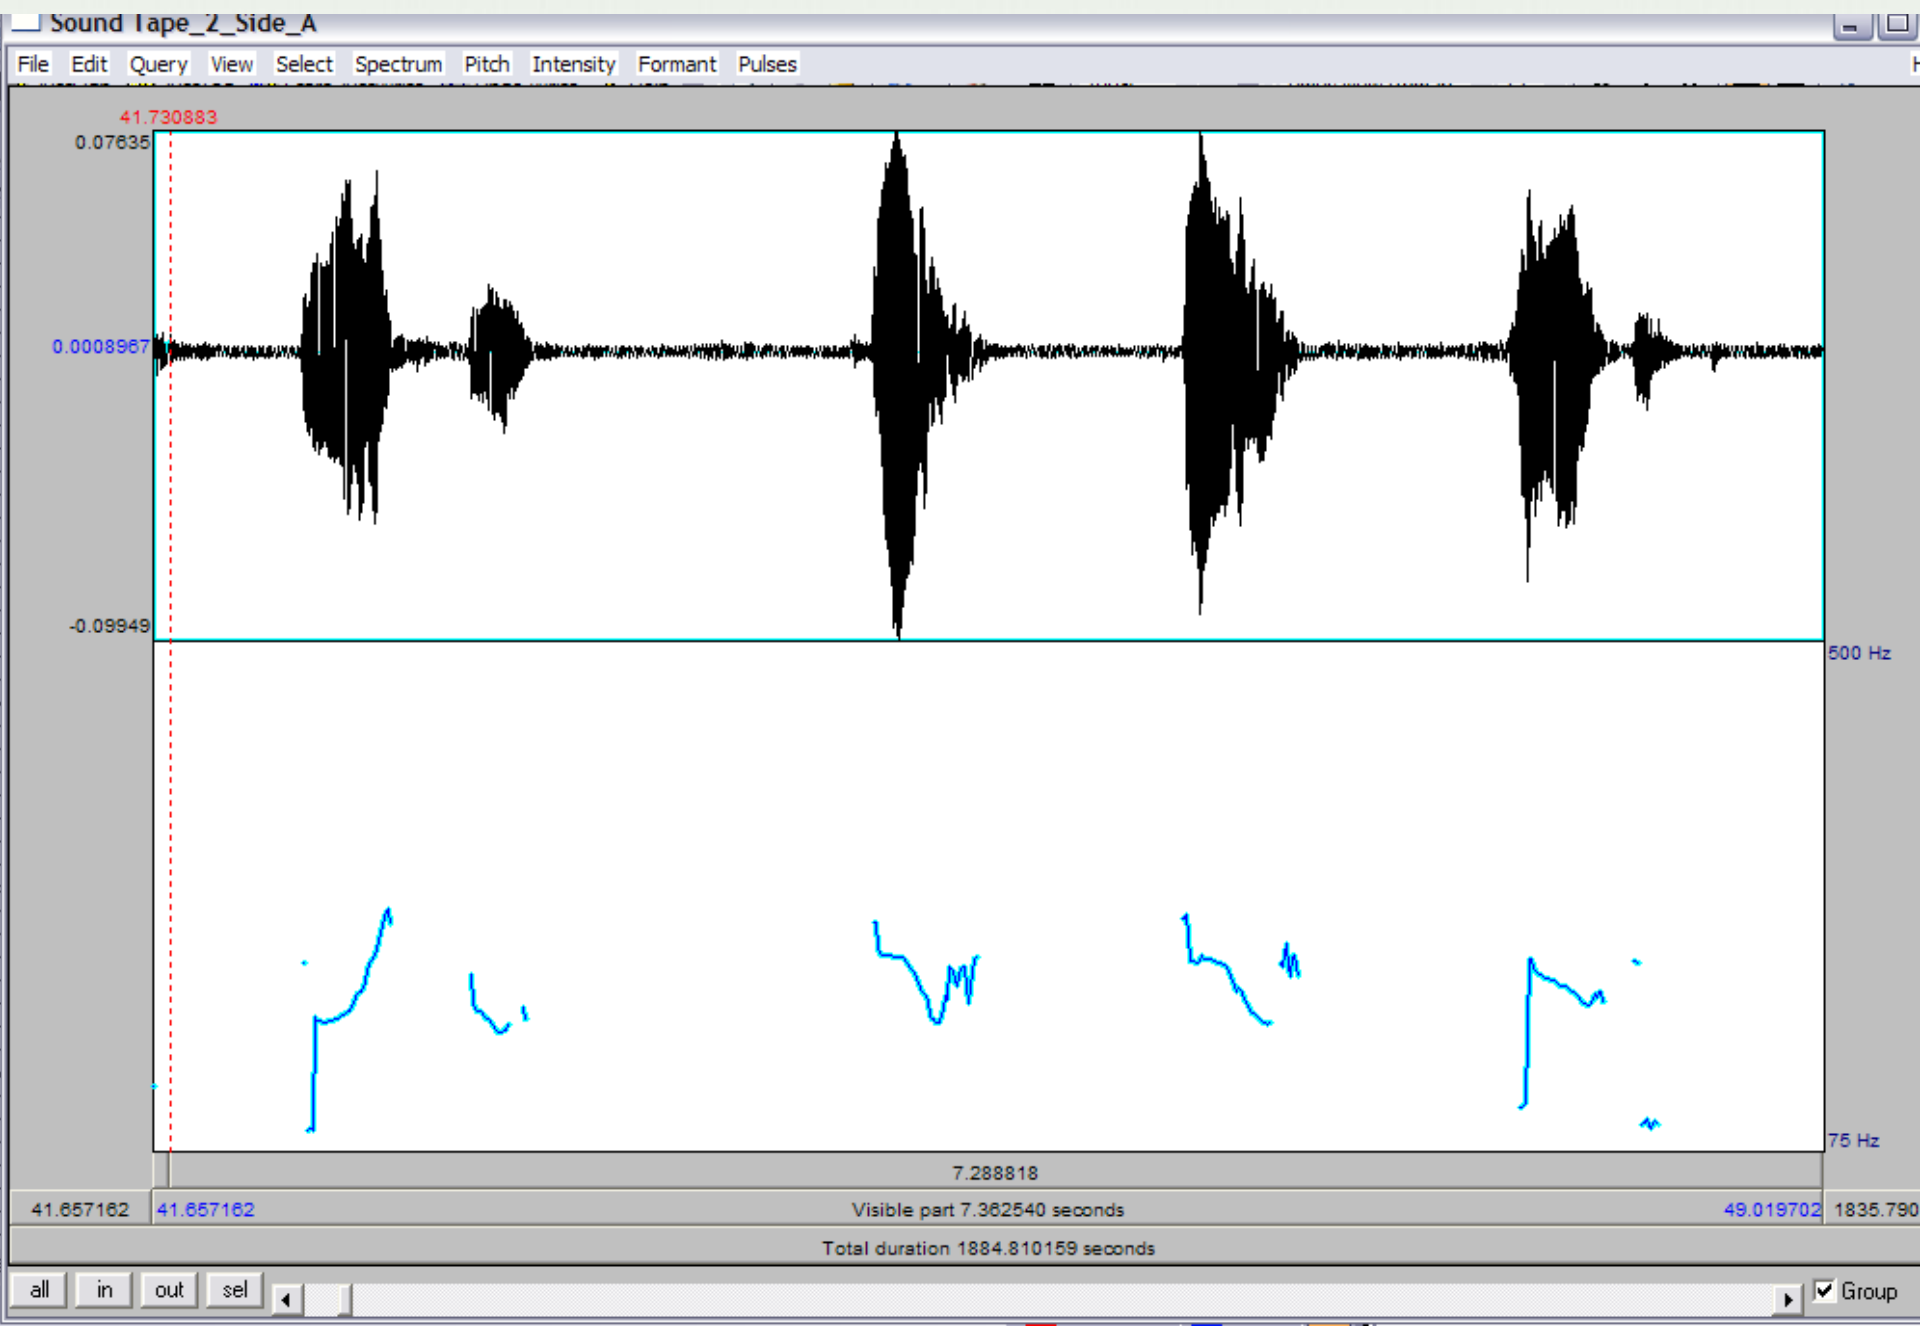 Sound Tape_2_Side_A
File Edit Query View Select Spectrum Pitch Intensity Formant Pulses
41.730883
0.07635
0.0008967
-0.09949
500 Hz
75 Hz
7.288818
41.657162 41.657162 Visible part 7.362540 seconds 49.019702 1835.790
Total duration 1884.810159 seconds
all in out sel Group